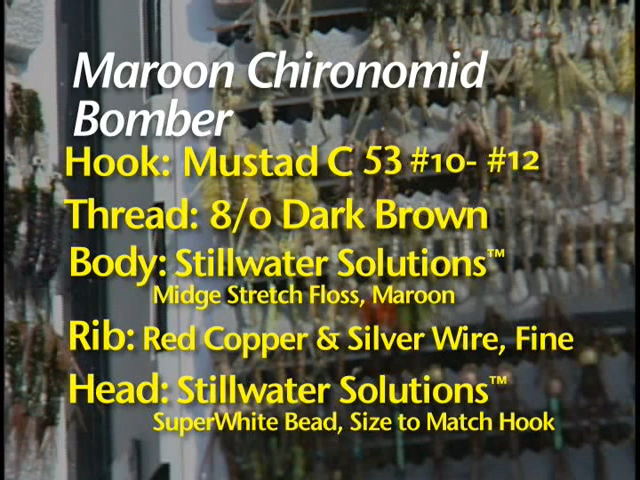 Maroon Chironomid
Bomber
Hook: Mustad C 53 #10- #12
Thread: 8/0 Dark Brown
Body: Stillwater Solutions™
Midge Stretch Floss, Maroon
Rib: Red Copper & Silver Wire, Fine
Head: Stillwater Solutions™
SuperWhite Bead, Size to Match Hook